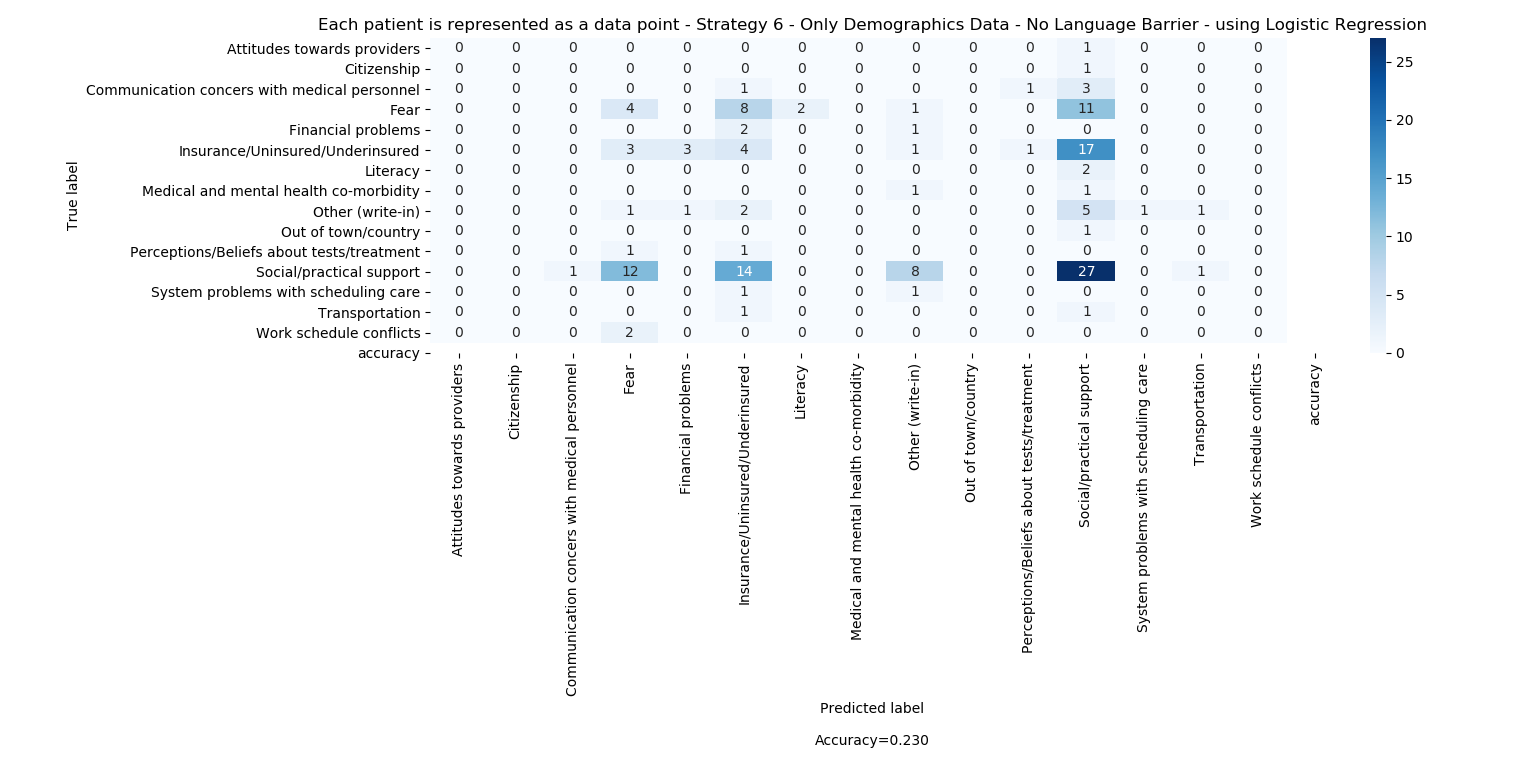 Each patient is represented as a data point - Strategy 6 - Only Demographics Data - No Language Barrier - using Logistic Regression
True label
Attitudes towards providers 0 0 0 0 0 0 0 0 0 0 0 1 0 0 0
Citizenship 0 0 0 0 0 0 0 0 0 0 0 1 0 0 0
Communication concers with medical personnel 0 0 0 0 0 1 0 0 0 0 1 3 0 0 0
Fear 0 0 0 4 0 8 2 0 1 0 0 11 0 0 0
Financial problems 0 0 0 0 0 2 0 0 1 0 0 0 0 0 0
Insurance/Uninsured/Underinsured 0 0 0 3 3 4 0 0 1 0 1 17 0 0 0
Literacy 0 0 0 0 0 0 0 0 0 0 0 2 0 0 0
Medical and mental health co-morbidity 0 0 0 0 0 0 0 0 1 0 0 1 0 0 0
Other (write-in) 0 0 0 1 1 2 0 0 0 0 0 5 1 1 0
Out of town/country 0 0 0 0 0 0 0 0 0 0 0 1 0 0 0
Perceptions/Beliefs about tests/treatment 0 0 0 1 0 1 0 0 0 0 0 0 0 0 0
Social/practical support 0 0 1 12 0 14 0 0 8 0 0 27 0 1 0
System problems with scheduling care 0 0 0 0 0 1 0 0 1 0 0 0 0 0 0
Transportation 0 0 0 0 0 1 0 0 0 0 0 1 0 0 0
Work schedule conflicts 0 0 0 2 0 0 0 0 0 0 0 0 0 0 0
accuracy
25
20
15
10
5
0
Attitudes towards providers
Citizenship
Communication concers with medical personnel
Fear
Financial problems
Insurance/Uninsured/Underinsured
Literacy
Medical and mental health co-morbidity
Other (write-in)
Out of town/country
Perceptions/Beliefs about tests/treatment
Social/practical support
System problems with scheduling care
Transportation
Work schedule conflicts
accuracy
Predicted label
Accuracy=0.230